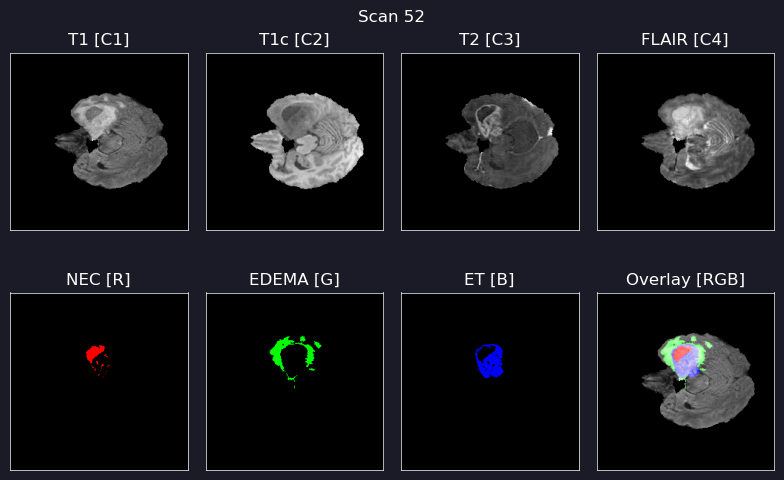 Scan 52
T1 [C1]
T1c [C2]
T2 [C3]
FLAIR [C4]
NEC [R]
EDEMA [G]
ET [B]
Overlay [RGB]